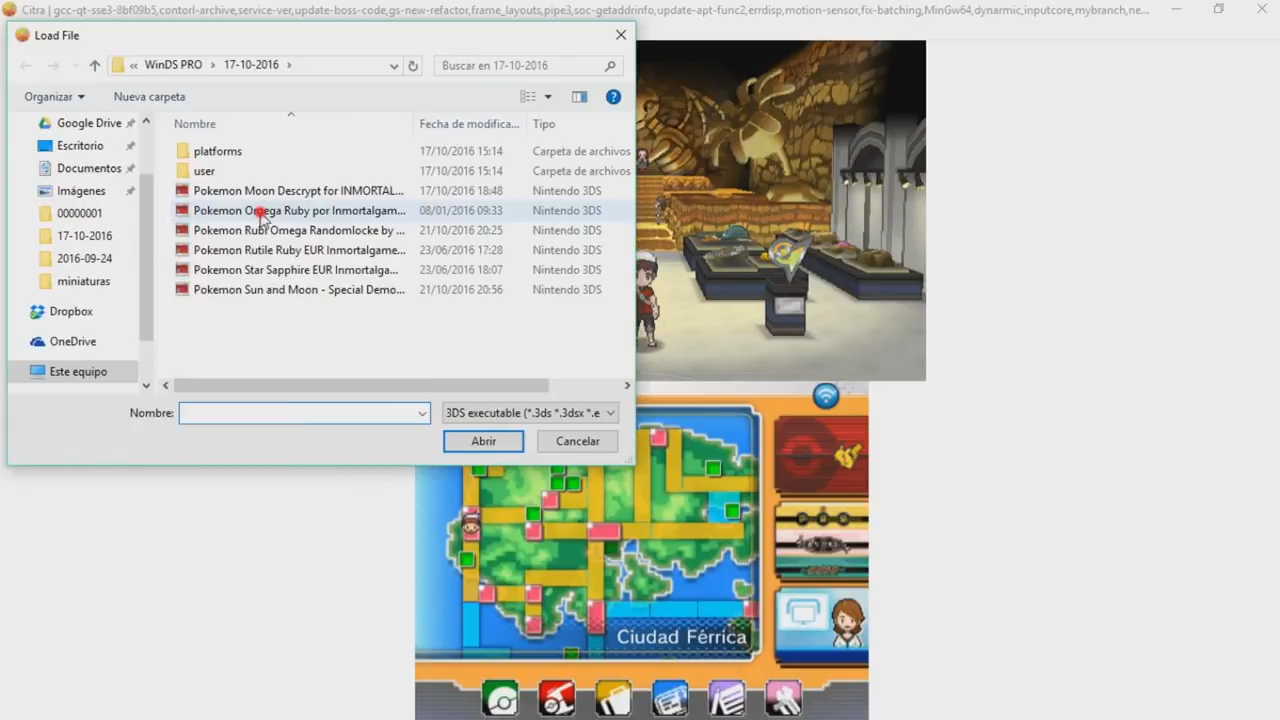 Citra | gcc-qt-sse3-8bf09b5,contorl-archive,service-ver,update-boss-code,gs-new-refactor,frame_layouts,pipe3,soc-getaddrinfo,update-apt-func2,errdisp,motion-sensor,fix-batching,MinGw64,dynarmic,inputcore,mybranch,ne...
Load File
« WinDS PRO > 17-10-2016 >
Buscar en 17-10-2016
Organizar
Nueva carpeta
Google Drive
Escritorio
Documentos
Imágenes
00000001
17-10-2016
2016-09-24
miniaturas
Dropbox
OneDrive
Este equipo
Nombre Fecha de modifica... Tipo
platforms 17/10/2016 15:14 Carpeta de archivos
user 17/10/2016 15:14 Carpeta de archivos
Pokemon Moon Descrypt for INMORTAL... 17/10/2016 18:48 Nintendo 3DS
Pokemon Omega Ruby por Inmortalgam... 08/01/2016 09:33 Nintendo 3DS
Pokemon Ruby Omega Randomlocke by ... 21/10/2016 20:25 Nintendo 3DS
Pokemon Rutile Ruby EUR Inmortalgame... 23/06/2016 17:28 Nintendo 3DS
Pokemon Star Sapphire EUR Inmortalga... 23/06/2016 18:07 Nintendo 3DS
Pokemon Sun and Moon - Special Demo... 21/10/2016 20:56 Nintendo 3DS
Nombre:
3DS executable (*.3ds *.3dsx *.e
Abrir
Cancelar
Ciudad Férrica